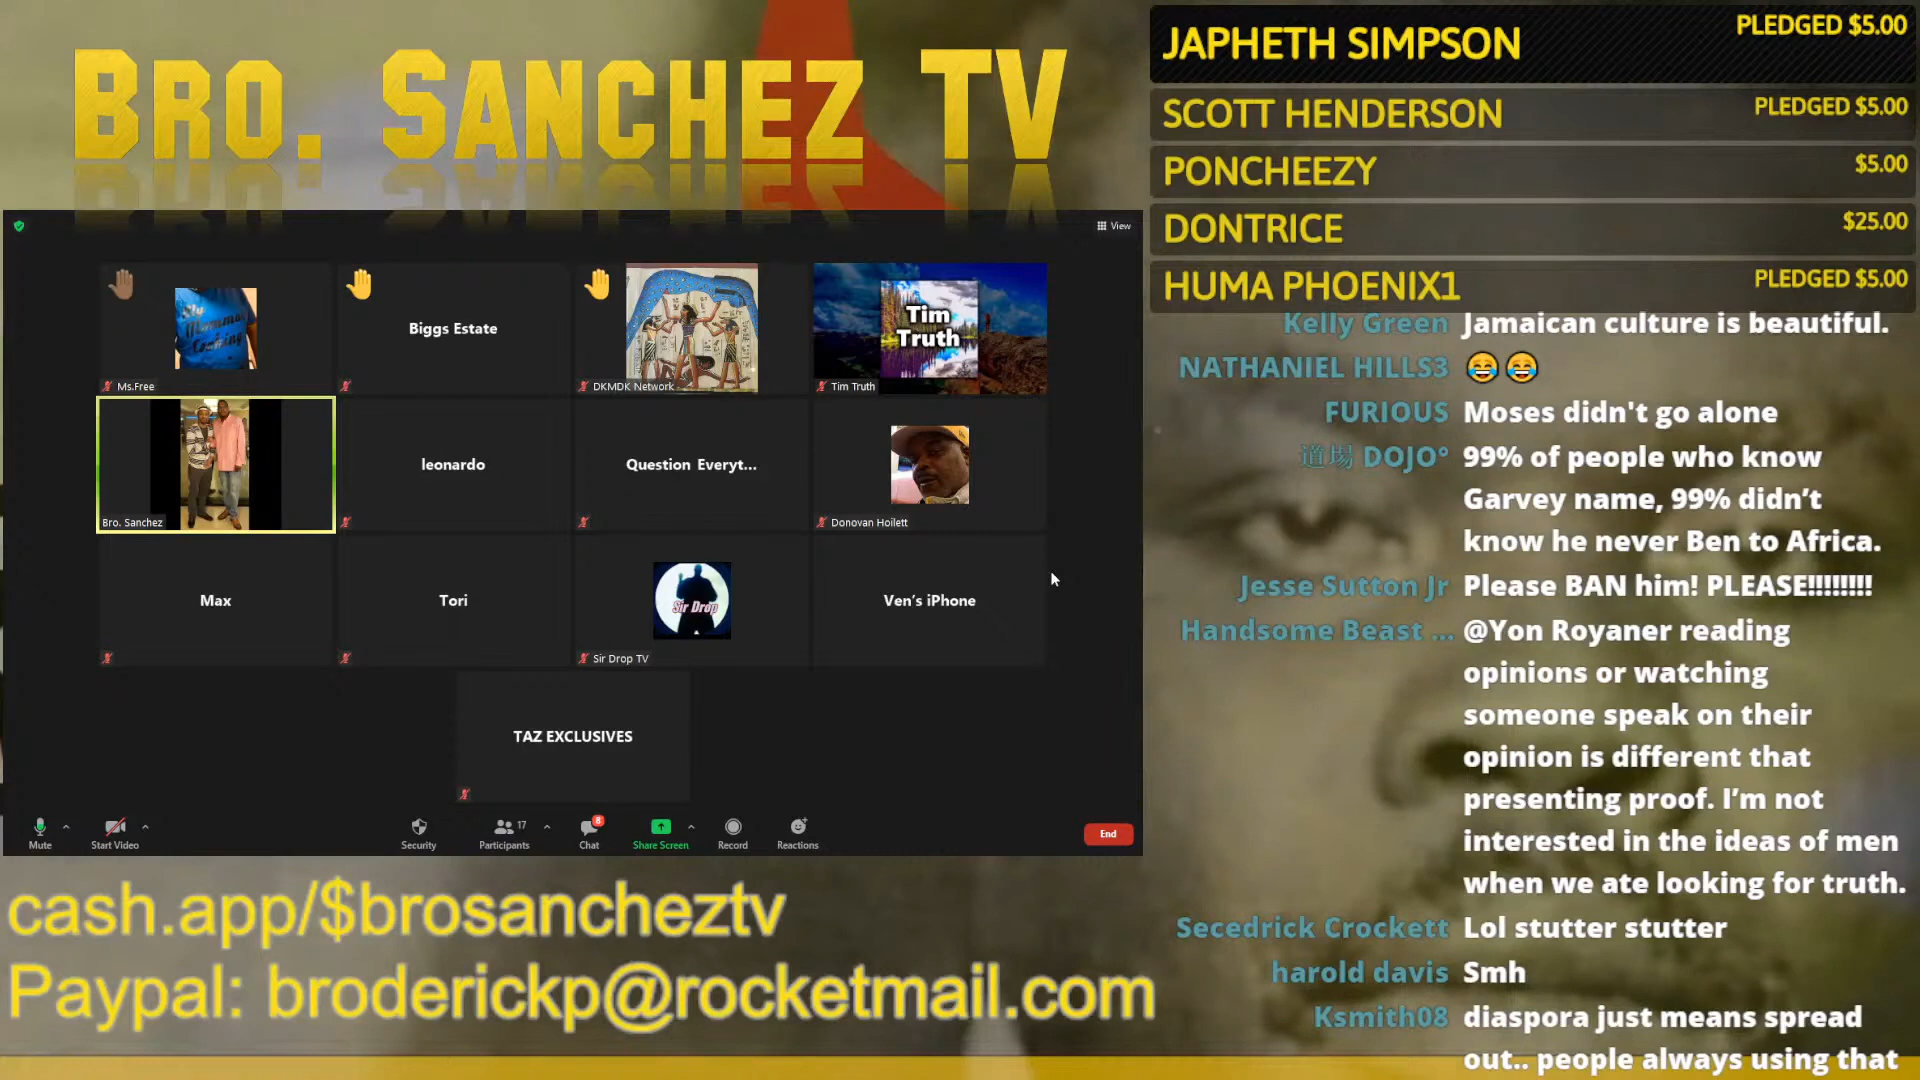 BRO. SANCHEZ TV
View
My
Mommas
Cooking
Ms.Free
Biggs Estate
DKMDK Network
Tim
Truth
Tim Truth
Bro. Sanchez
leonardo
Question Everyt...
Donovan Hoilett
Max
Tori
Sir Drop
Sir Drop TV
Ven's iPhone
TAZ EXCLUSIVES
Mute
Start Video
Security
17
Participants
8
Chat
Share Screen
Record
Reactions
End
cash.app/$brosancheztv
Paypal: broderickp@rocketmail.com
JAPHETH SIMPSON PLEDGED $5.00
SCOTT HENDERSON PLEDGED $5.00
PONCHEEZY $5.00
DONTRICE $25.00
HUMA PHOENIX1 PLEDGED $5.00
Kelly Green Jamaican culture is beautiful.
NATHANIEL HILLS3 😂 😂
FURIOUS Moses didn't go alone
道場 DOJO° 99% of people who know
Garvey name, 99% didn’t
know he never Ben to Africa.
Jesse Sutton Jr Please BAN him! PLEASE!!!!!!!!
Handsome Beast ... @Yon Royaner reading
opinions or watching
someone speak on their
opinion is different that
presenting proof. I’m not
interested in the ideas of men
when we ate looking for truth.
Secedrick Crockett Lol stutter stutter
harold davis Smh
Ksmith08 diaspora just means spread
out.. people always using that